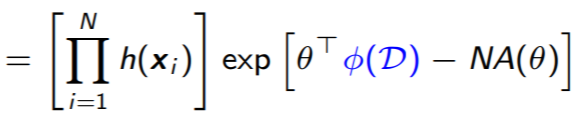 = [∏_{i=1}^{N} h(x_i)] exp [θ^⊤ ϕ(𝒟) − NA(θ)]